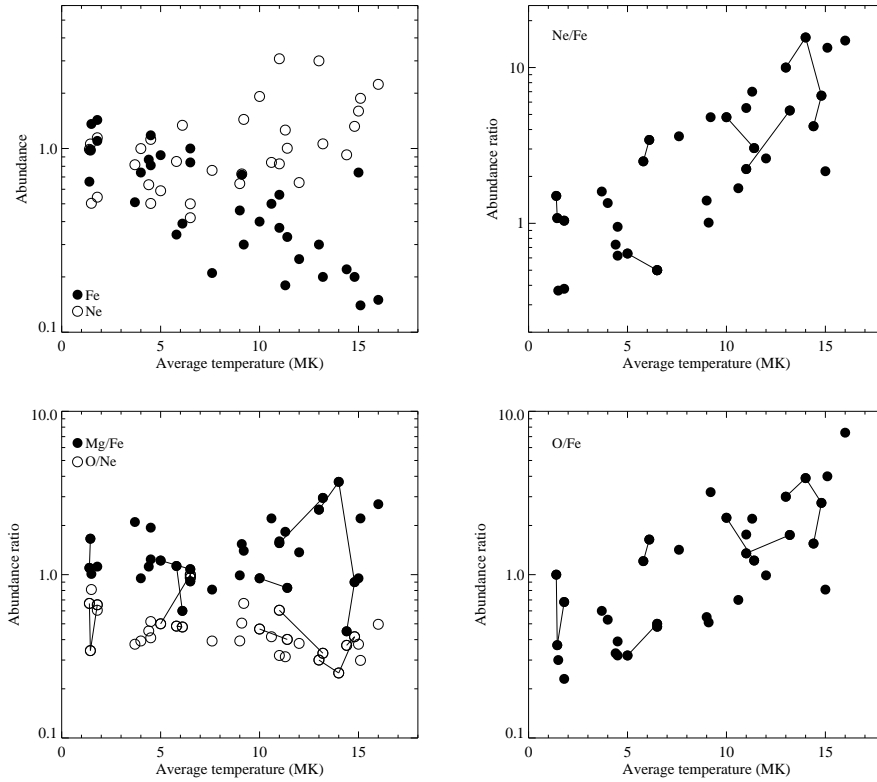 Abundance
1.0
0.1
Fe
Ne
0 5 10 15
Average temperature (MK)
Ne/Fe
Abundance ratio
10
1
0 5 10 15
Average temperature (MK)
Mg/Fe
O/Ne
Abundance ratio
10.0
1.0
0.1
0 5 10 15
Average temperature (MK)
O/Fe
Abundance ratio
10.0
1.0
0.1
0 5 10 15
Average temperature (MK)